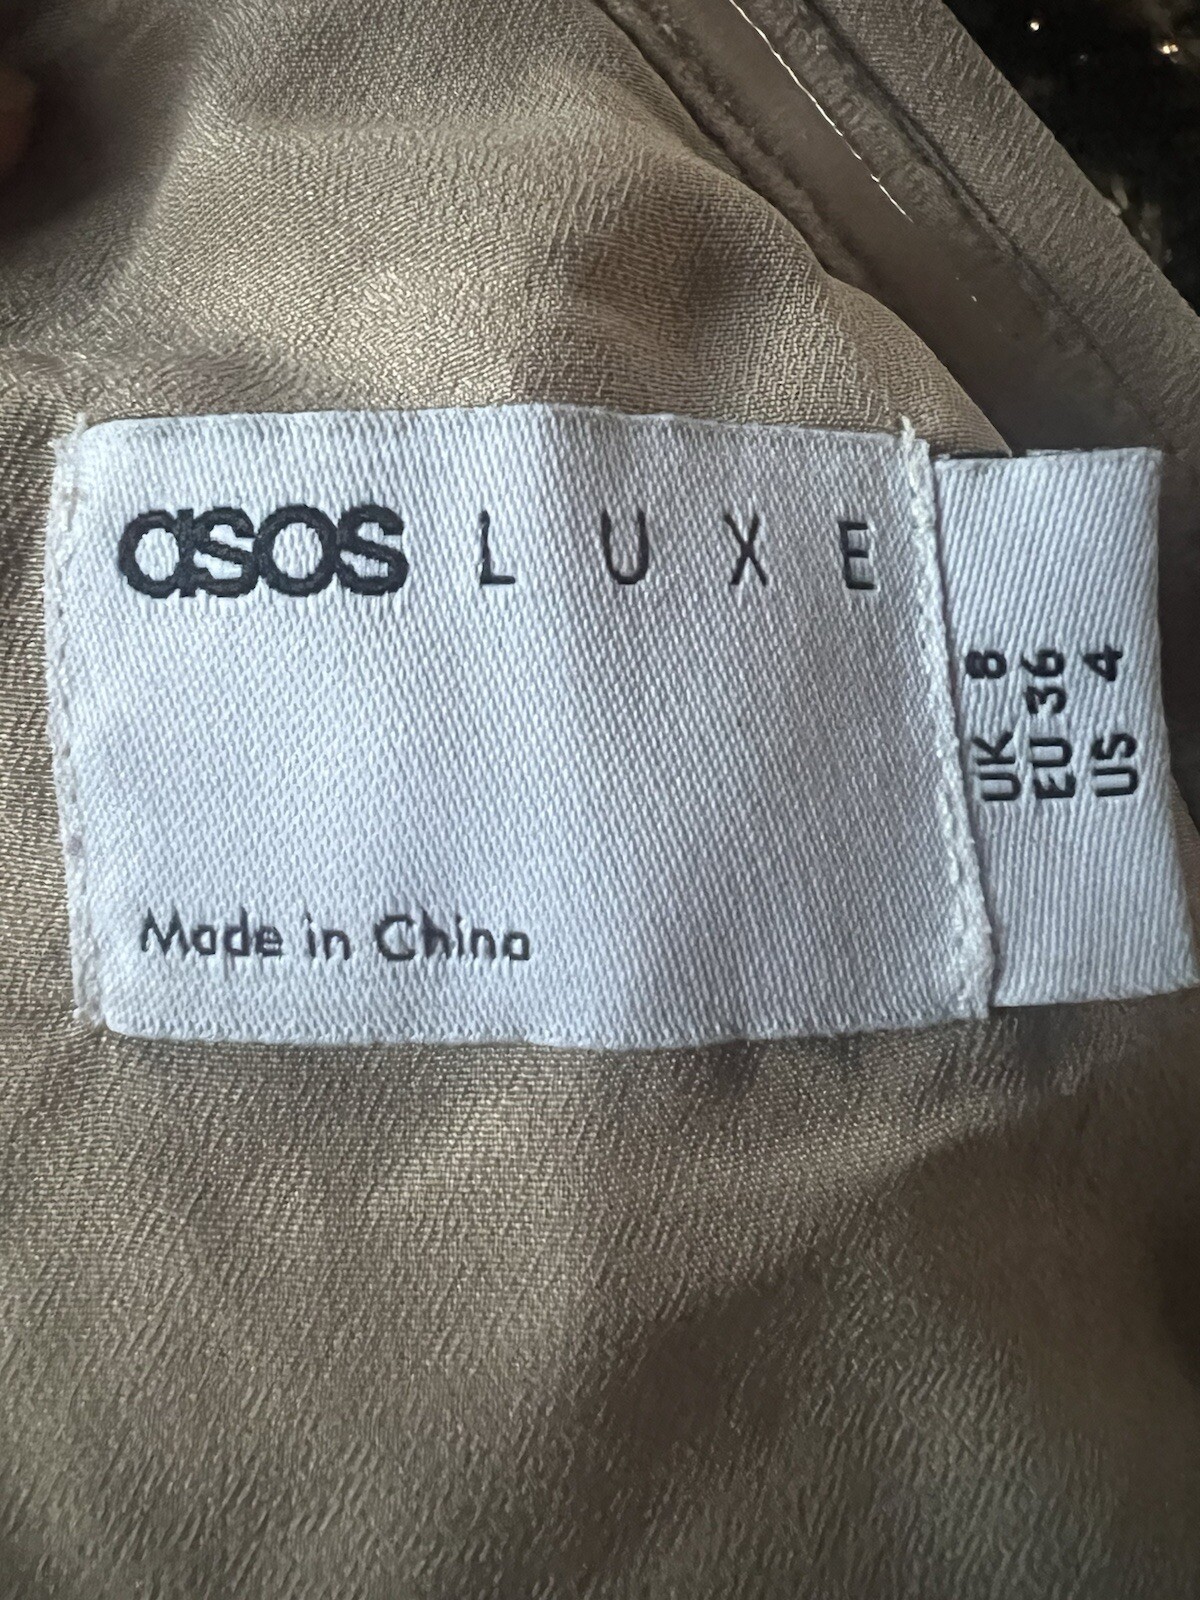 asos LUXE
Made in China
UK 8
EU 36
US 4